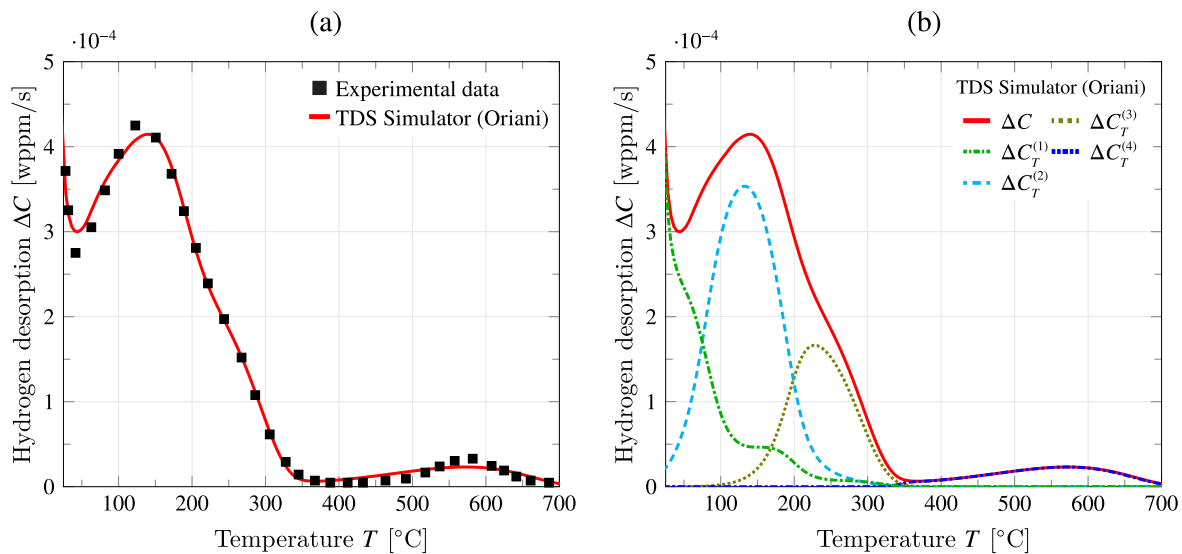 (a)
·10⁻⁴
5
4
3
2
1
0
100 200 300 400 500 600 700
Hydrogen desorption ΔC [wppm/s]
Temperature T [°C]
Experimental data
TDS Simulator (Oriani)
(b)
·10⁻⁴
5
4
3
2
1
0
100 200 300 400 500 600 700
Hydrogen desorption ΔC [wppm/s]
Temperature T [°C]
TDS Simulator (Oriani)
ΔC ΔC_T^(3)
ΔC_T^(1) ΔC_T^(4)
ΔC_T^(2)